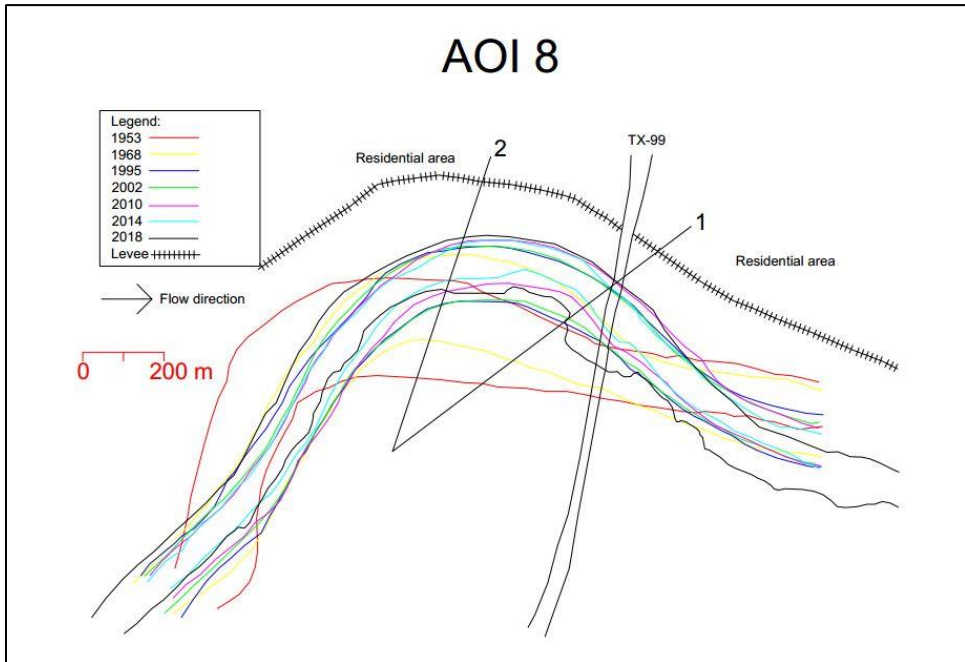 AOI 8
Legend:
1953
1968
1995
2002
2010
2014
2018
Levee
Flow direction
0 200 m
Residential area
2
TX-99
1
Residential area